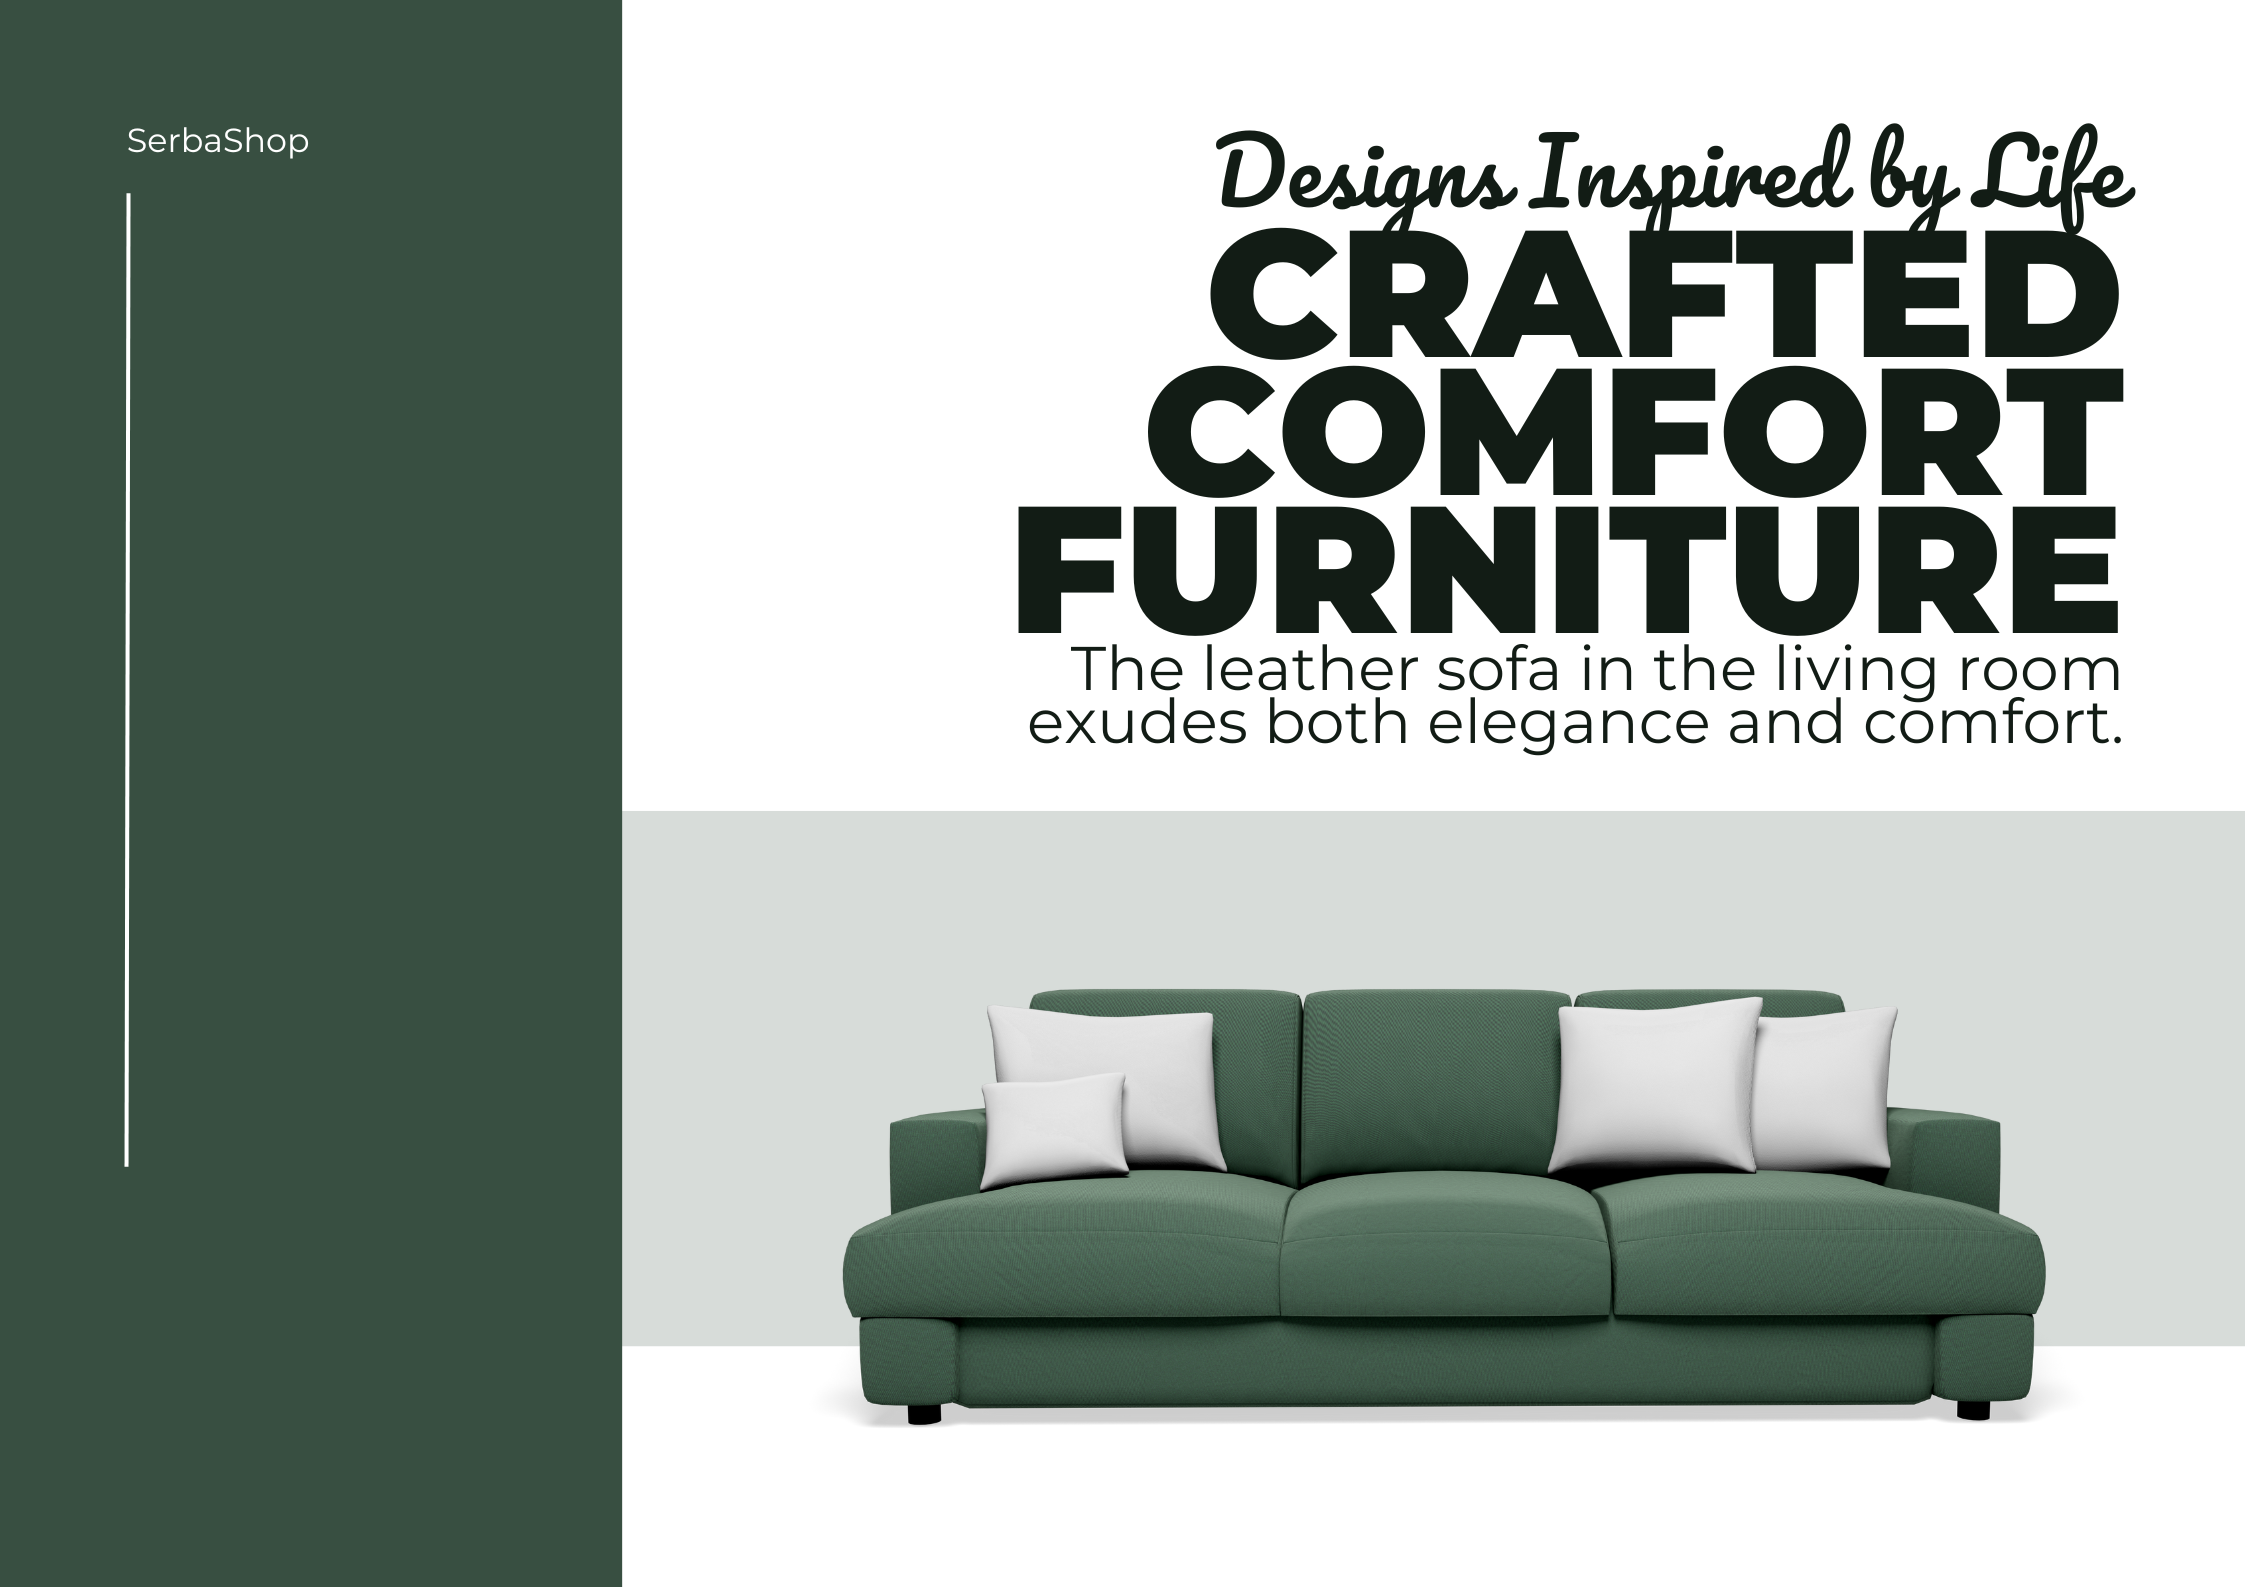 SerbaShop
Designs Inspired by Life
CRAFTED
COMFORT
FURNITURE
The leather sofa in the living room
exudes both elegance and comfort.